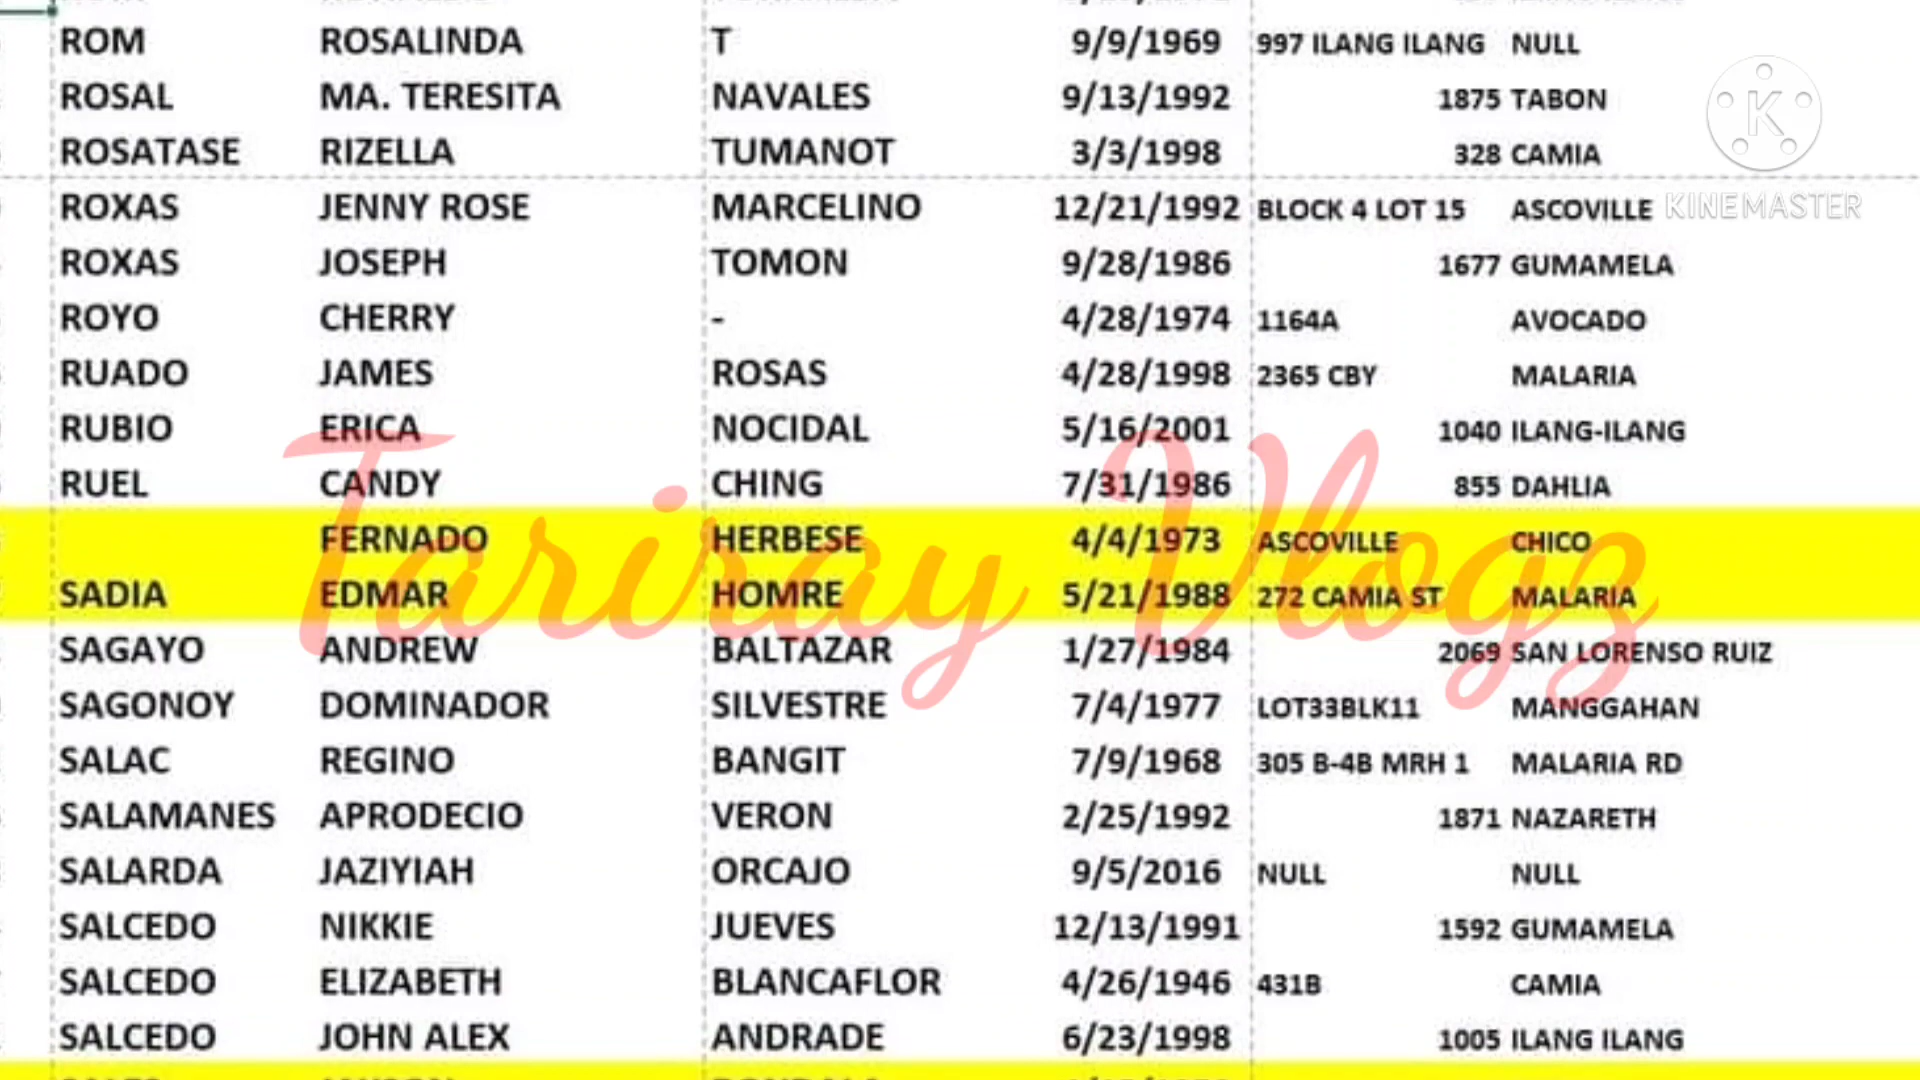 ROM ROSALINDA T 9/9/1969 997 ILANG ILANG NULL
ROSAL MA. TERESITA NAVALES 9/13/1992 1875 TABON
ROSATASE RIZELLA TUMANOT 3/3/1998 328 CAMIA
ROXAS JENNY ROSE MARCELINO 12/21/1992 BLOCK 4 LOT 15 ASCOVILLE
ROXAS JOSEPH TOMON 9/28/1986 1677 GUMAMELA
ROYO CHERRY - 4/28/1974 1164A AVOCADO
RUADO JAMES ROSAS 4/28/1998 2365 CBY MALARIA
RUBIO ERICA NOCIDAL 5/16/2001 1040 ILANG-ILANG
RUEL CANDY CHING 7/31/1986 855 DAHLIA
FERNADO HERBESE 4/4/1973 ASCOVILLE CHICO
SADIA EDMAR HOMRE 5/21/1988 272 CAMIA ST MALARIA
SAGAYO ANDREW BALTAZAR 1/27/1984 2069 SAN LORENSO RUIZ
SAGONOY DOMINADOR SILVESTRE 7/4/1977 LOT33BLK11 MANGGAHAN
SALAC REGINO BANGIT 7/9/1968 305 B-4B MRH 1 MALARIA RD
SALAMANES APRODECIO VERON 2/25/1992 1871 NAZARETH
SALARDA JAZIYIAH ORCAJO 9/5/2016 NULL NULL
SALCEDO NIKKIE JUEVES 12/13/1991 1592 GUMAMELA
SALCEDO ELIZABETH BLANCAFLOR 4/26/1946 431B CAMIA
SALCEDO JOHN ALEX ANDRADE 6/23/1998 1005 ILANG ILANG
K
KINEMASTER
Tariray Vlogz